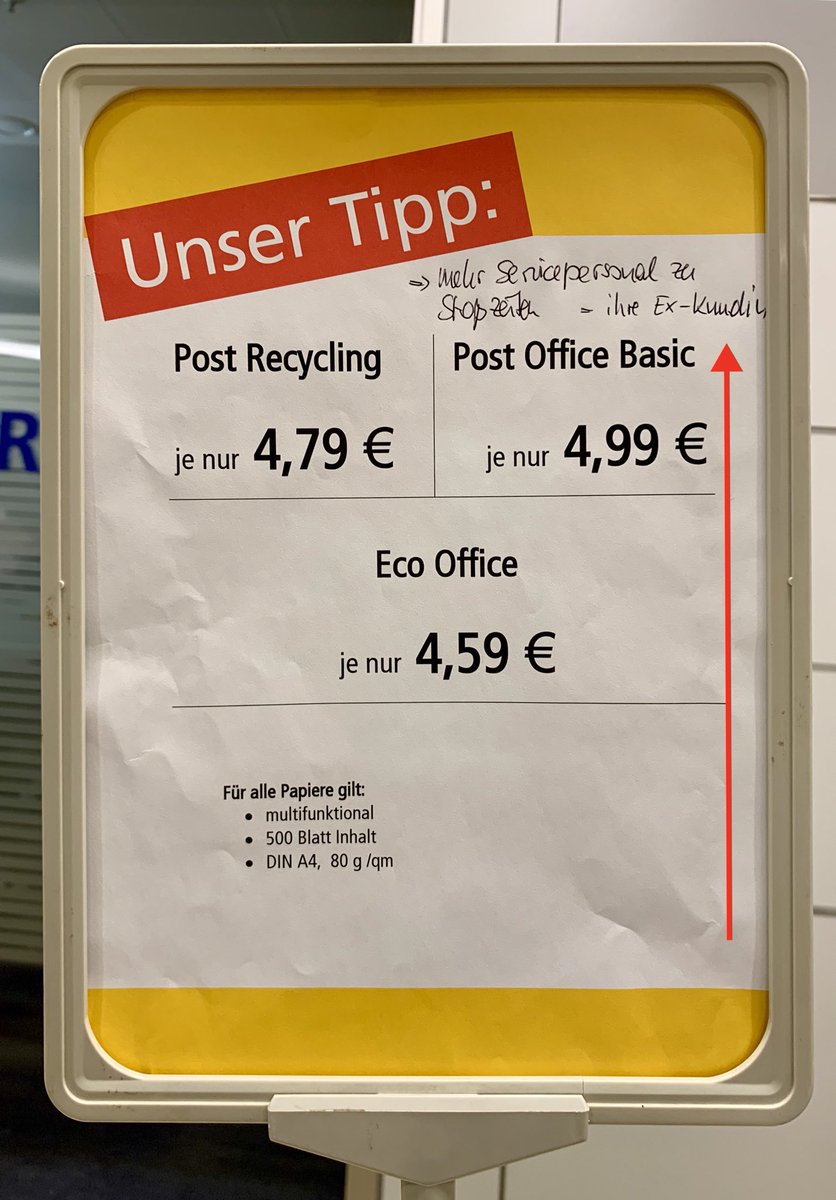 Unser Tipp:
→ mehr Servicepersonal zu
Stopzeiten = ihre Ex-Kundin
Post Recycling
je nur 4,79 €
Post Office Basic
je nur 4,99 €
Eco Office
je nur 4,59 €
Für alle Papiere gilt:
• multifunktional
• 500 Blatt Inhalt
• DIN A4, 80 g /qm
R